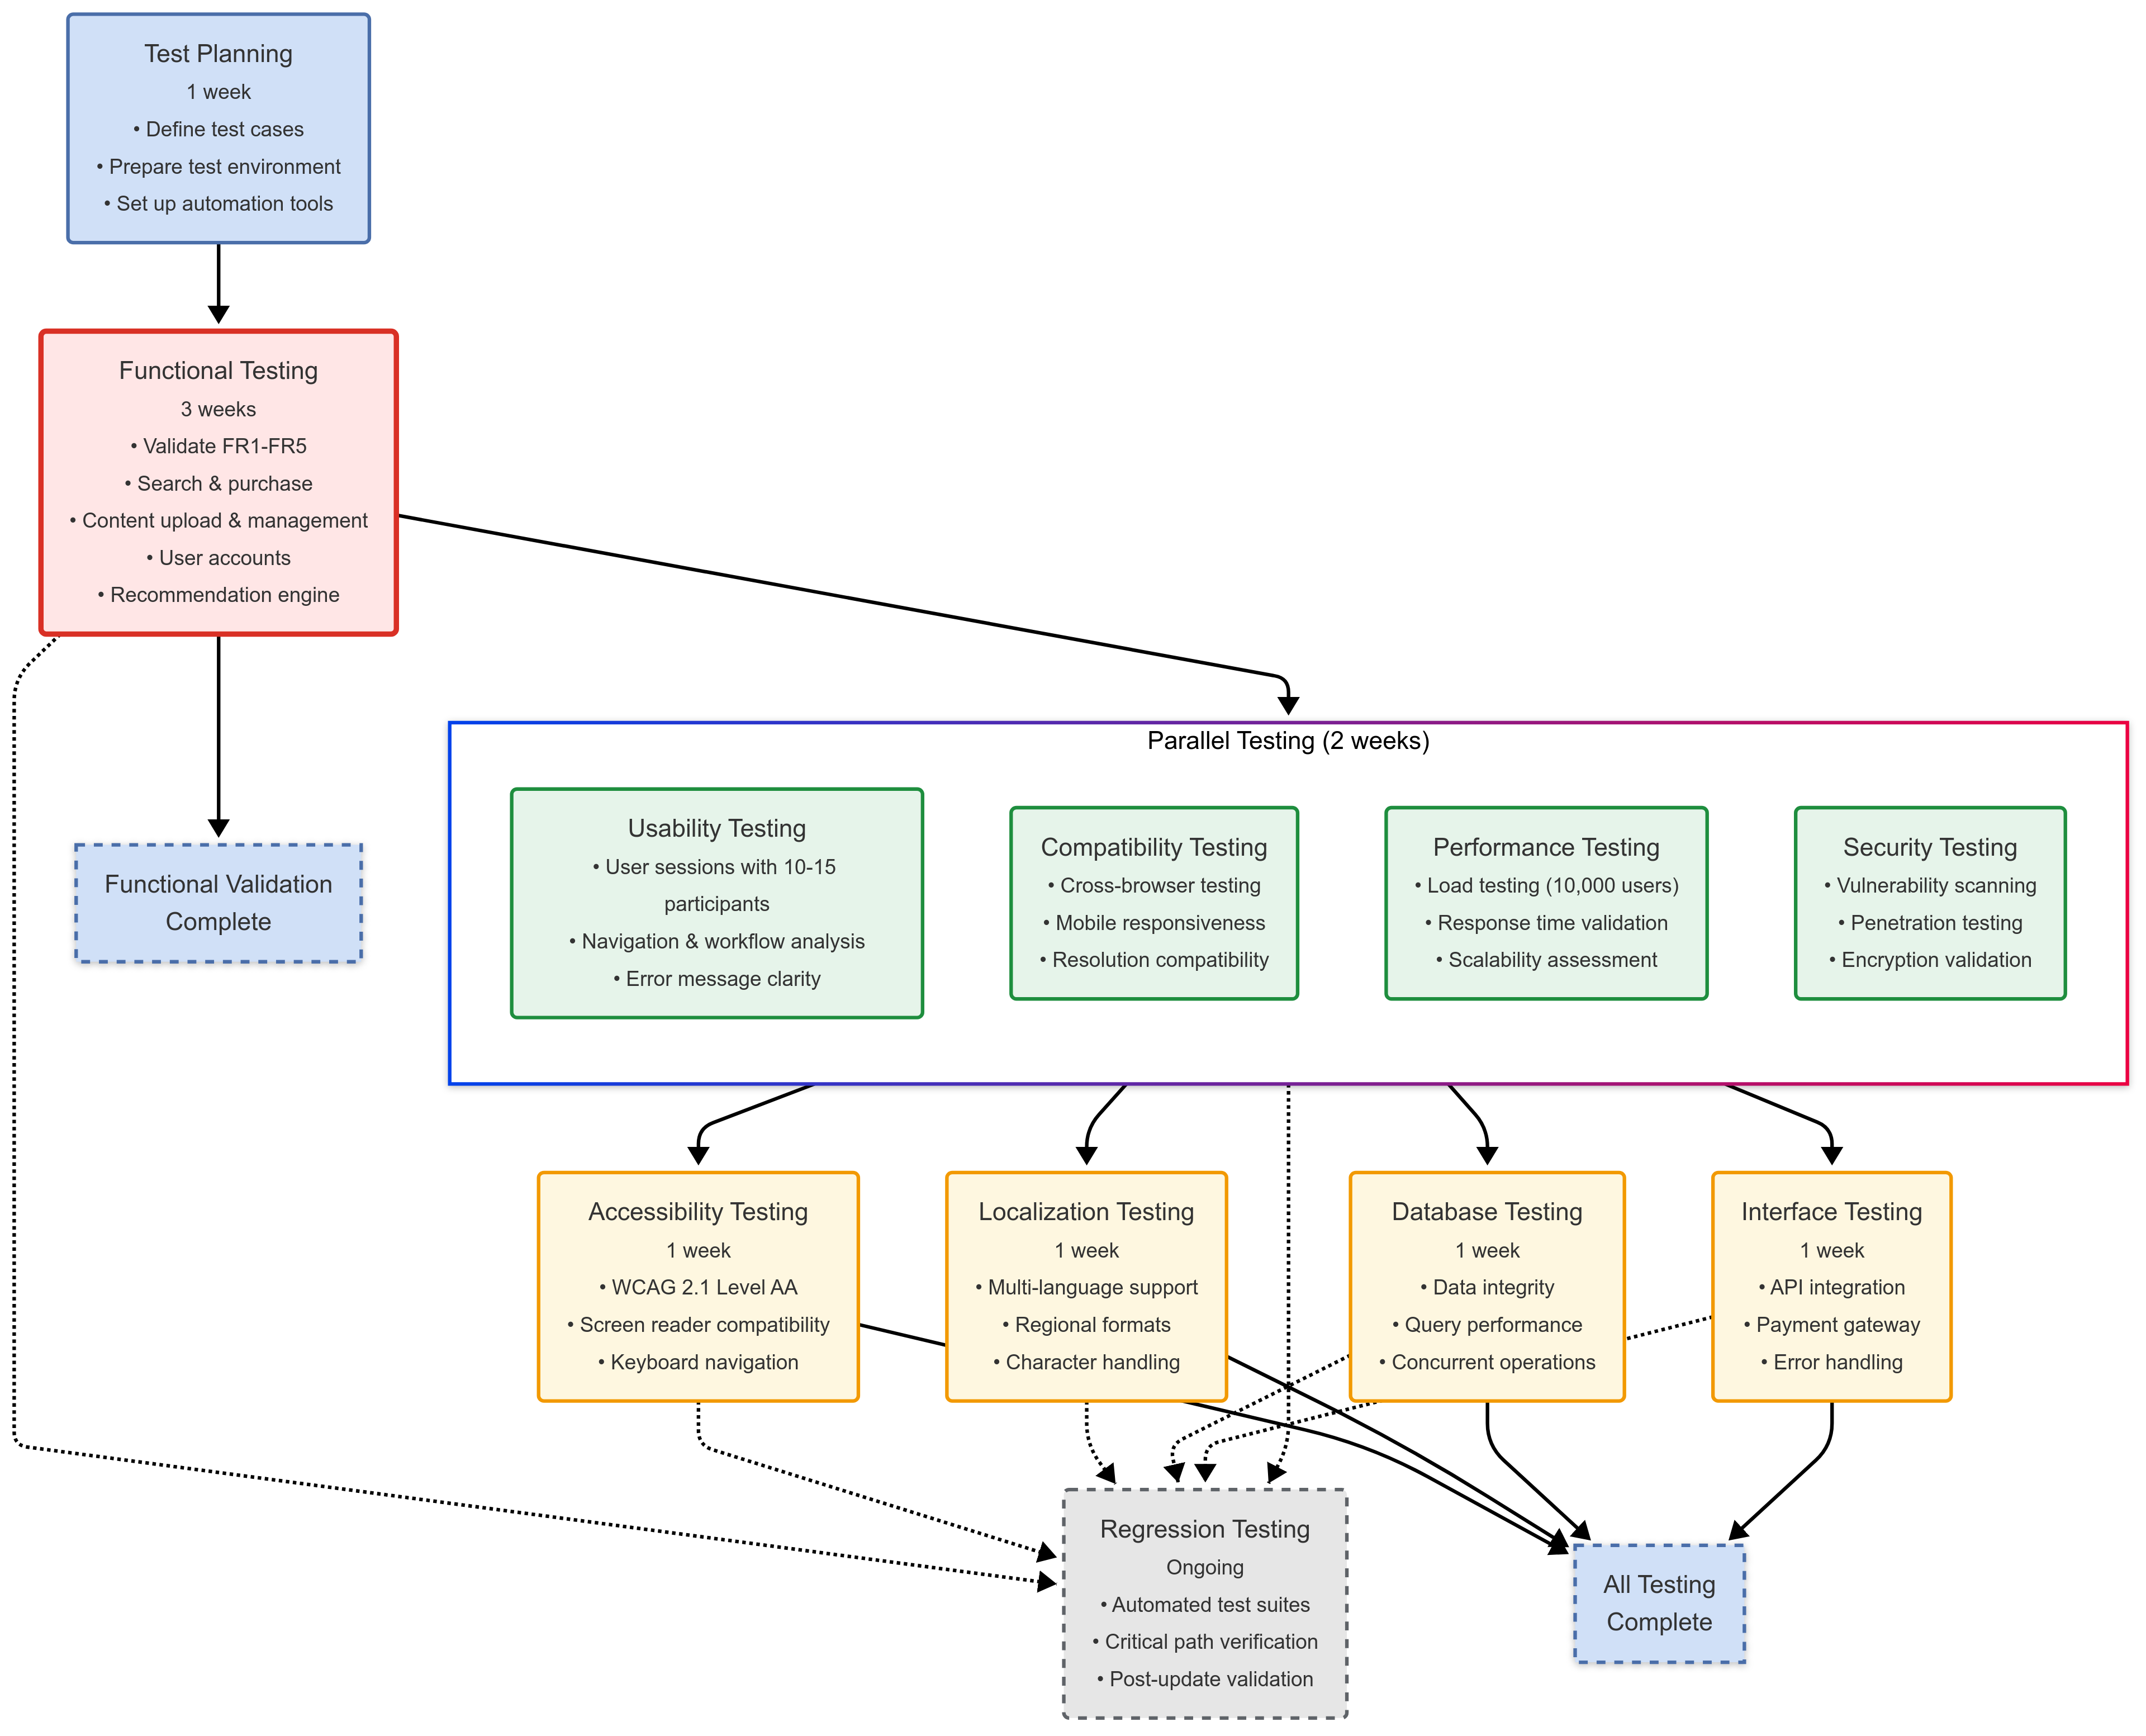 Test Planning
1 week
• Define test cases
• Prepare test environment
• Set up automation tools
Functional Testing
3 weeks
• Validate FR1-FR5
• Search & purchase
• Content upload & management
• User accounts
• Recommendation engine
Functional Validation
Complete
Parallel Testing (2 weeks)
Usability Testing
• User sessions with 10-15
participants
• Navigation & workflow analysis
• Error message clarity
Compatibility Testing
• Cross-browser testing
• Mobile responsiveness
• Resolution compatibility
Performance Testing
• Load testing (10,000 users)
• Response time validation
• Scalability assessment
Security Testing
• Vulnerability scanning
• Penetration testing
• Encryption validation
Accessibility Testing
1 week
• WCAG 2.1 Level AA
• Screen reader compatibility
• Keyboard navigation
Localization Testing
1 week
• Multi-language support
• Regional formats
• Character handling
Database Testing
1 week
• Data integrity
• Query performance
• Concurrent operations
Interface Testing
1 week
• API integration
• Payment gateway
• Error handling
Regression Testing
Ongoing
• Automated test suites
• Critical path verification
• Post-update validation
All Testing
Complete